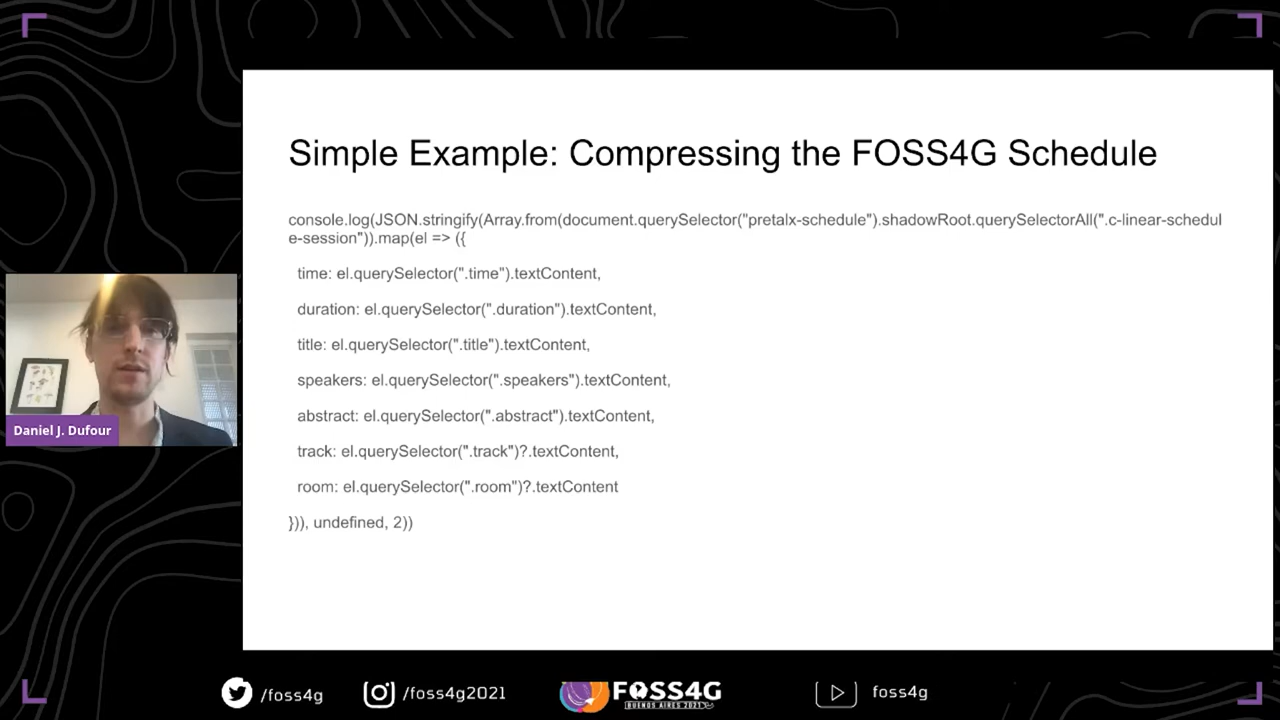 Simple Example: Compressing the FOSS4G Schedule
console.log(JSON.stringify(Array.from(document.querySelector("pretalx-schedule").shadowRoot.querySelectorAll(".c-linear-schedul
e-session")).map(el => ({
time: el.querySelector(".time").textContent,
duration: el.querySelector(".duration").textContent,
title: el.querySelector(".title").textContent,
speakers: el.querySelector(".speakers").textContent,
abstract: el.querySelector(".abstract").textContent,
track: el.querySelector(".track")?.textContent,
room: el.querySelector(".room")?.textContent
})), undefined, 2))
Daniel J. Dufour
/foss4g
/foss4g2021
FOSS4G
BUENOS AIRES 2021
foss4g